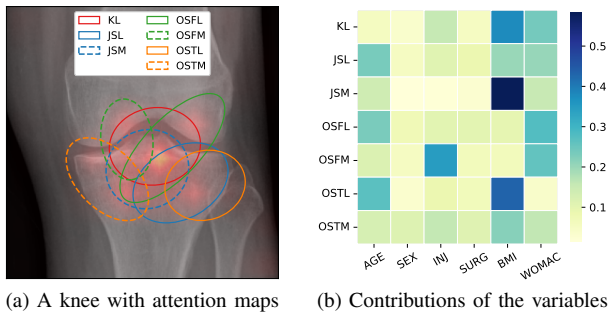 KL
JSL
JSM
OSFL
OSFM
OSTL
OSTM
(a) A knee with attention maps
KL
JSL
JSM
OSFL
OSFM
OSTL
OSTM
AGE SEX INJ SURG BMI WOMAC
0.5
0.4
0.3
0.2
0.1
(b) Contributions of the variables